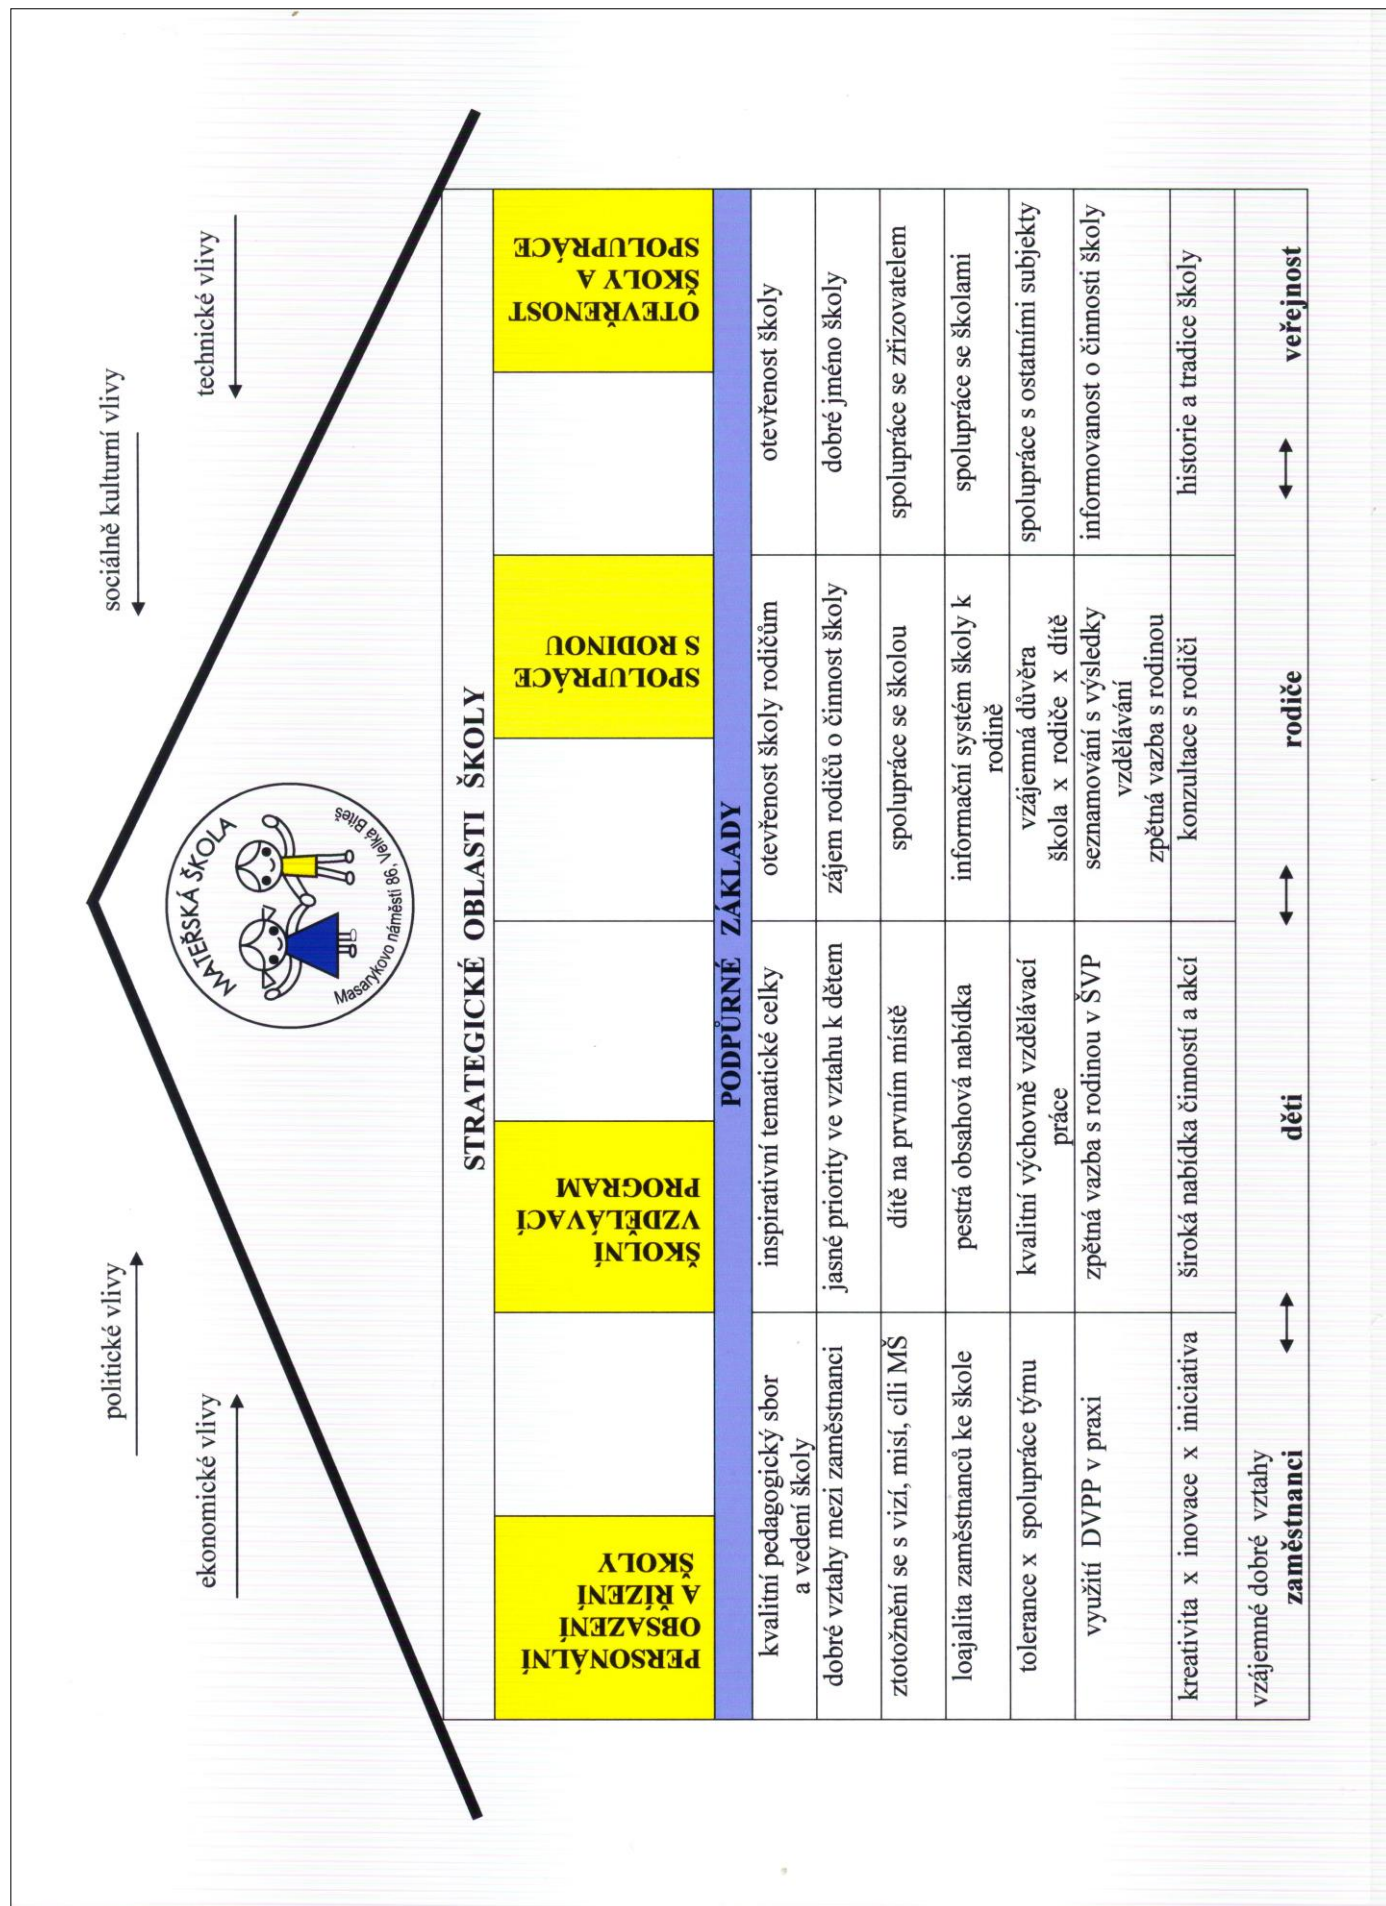 politické vlivy
sociálně kulturní vlivy
ekonomické vlivy
technické vlivy
MATEŘSKÁ ŠKOLA
Masarykovo náměstí 86, Velká Bíteš
STRATEGICKÉ OBLASTI ŠKOLY
PERSONÁLNÍ
OBSAZENÍ
A ŘÍZENÍ
ŠKOLY
ŠKOLNÍ
VZDĚLÁVACÍ
PROGRAM
SPOLUPRÁCE
S RODINOU
OTEVŘENOST
ŠKOLY A
SPOLUPRÁCE
PODPŮRNÉ ZÁKLADY
kvalitní pedagogický sbor
a vedení školy
inspirativní tematické celky
otevřenost školy rodičům
otevřenost školy
dobré vztahy mezi zaměstnanci
jasné priority ve vztahu k dětem
zájem rodičů o činnost školy
dobré jméno školy
ztotožnění se s vizí, misí, cíli MŠ
dítě na prvním místě
spolupráce se školou
spolupráce se zřizovatelem
loajalita zaměstnanců ke škole
pestrá obsahová nabídka
informační systém školy k
rodině
spolupráce se školami
tolerance x spolupráce týmu
kvalitní výchovně vzdělávací
práce
vzájemná důvěra
škola x rodiče x dítě
spolupráce s ostatními subjekty
využití DVPP v praxi
zpětná vazba s rodinou v ŠVP
seznamování s výsledky
vzdělávání
zpětná vazba s rodinou
informovanost o činnosti školy
kreativita x inovace x iniciativa
široká nabídka činností a akcí
konzultace s rodiči
historie a tradice školy
vzájemné dobré vztahy
zaměstnanci
děti
rodiče
veřejnost